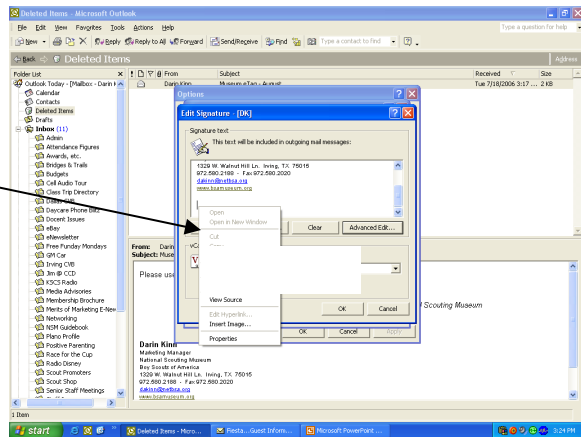 Deleted Items - Microsoft Outlook
File Edit View Favorites Tools Actions Help
Type a question for help
New Reply Reply to All Forward Send/Receive Find Type a contact to find
Back Deleted Items
Address
Folder List
From Subject Received Size
Outlook Today - [Mailbox - Darin K
Darin Kinn Museum eTap - August Tue 7/18/2006 3:17 ... 2 KB
Calendar
Contacts
Deleted Items
Drafts
Inbox (11)
Admin
Attendance Figures
Awards, etc.
Bridges & Trails
Budgets
Cell Audio Tour
Class Trip Directory
Dallas CVB
Daycare Phone Blitz
Docent Issues
eBay
eNewsletter
Free Funday Mondays
GM Car
Irving CVB
Jim @ CCD
KSCS Radio
Media Advisories
Membership Brochure
Merits of Marketing E-New
Networking
NSM Guidebook
Plano Profile
Positive Parenting
Race for the Cup
Radio Disney
Scout Promoters
Scout Shop
Senior Staff Meetings
Options
Edit Signature - [DK]
Signature text
This text will be included in outgoing mail messages:
1329 W. Walnut Hill Ln. Irving, TX 75015
972.580.2188 - Fax 972.580.2020
dakinn@netbsa.org
www.bsamuseum.org
Clear Advanced Edit...
Open
Open in New Window
Cut
View Source
Edit Hyperlink...
Insert Image...
Properties
OK Cancel
OK Cancel Apply
From: Darin
Subject: Muse
Please use
l Scouting Museum
Darin Kinn
Marketing Manager
National Scouting Museum
Boy Scouts of America
1329 W. Walnut Hill Ln. Irving, TX 75015
972.580.2188 - Fax 972.580.2020
dakinn@netbsa.org
www.bsamuseum.org
1 Item
start Deleted Items - Micro... Fiesta...Guest Inform... Microsoft PowerPoint ... 3:24 PM